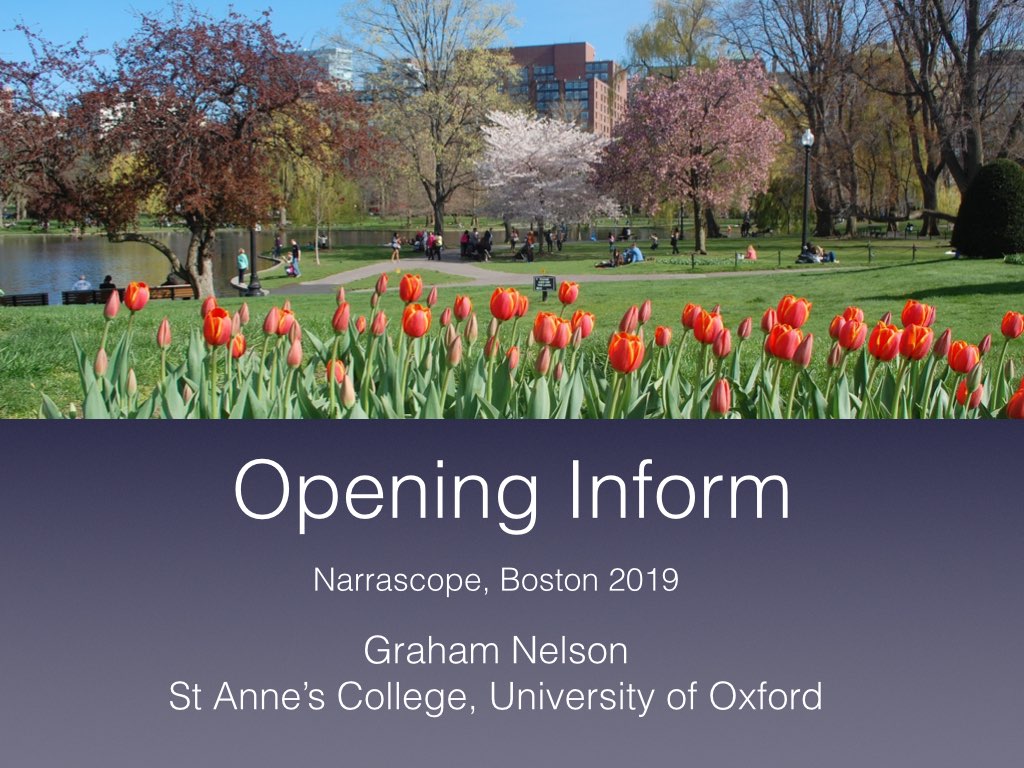 Opening Inform
Narrascope, Boston 2019
Graham Nelson
St Anne’s College, University of Oxford